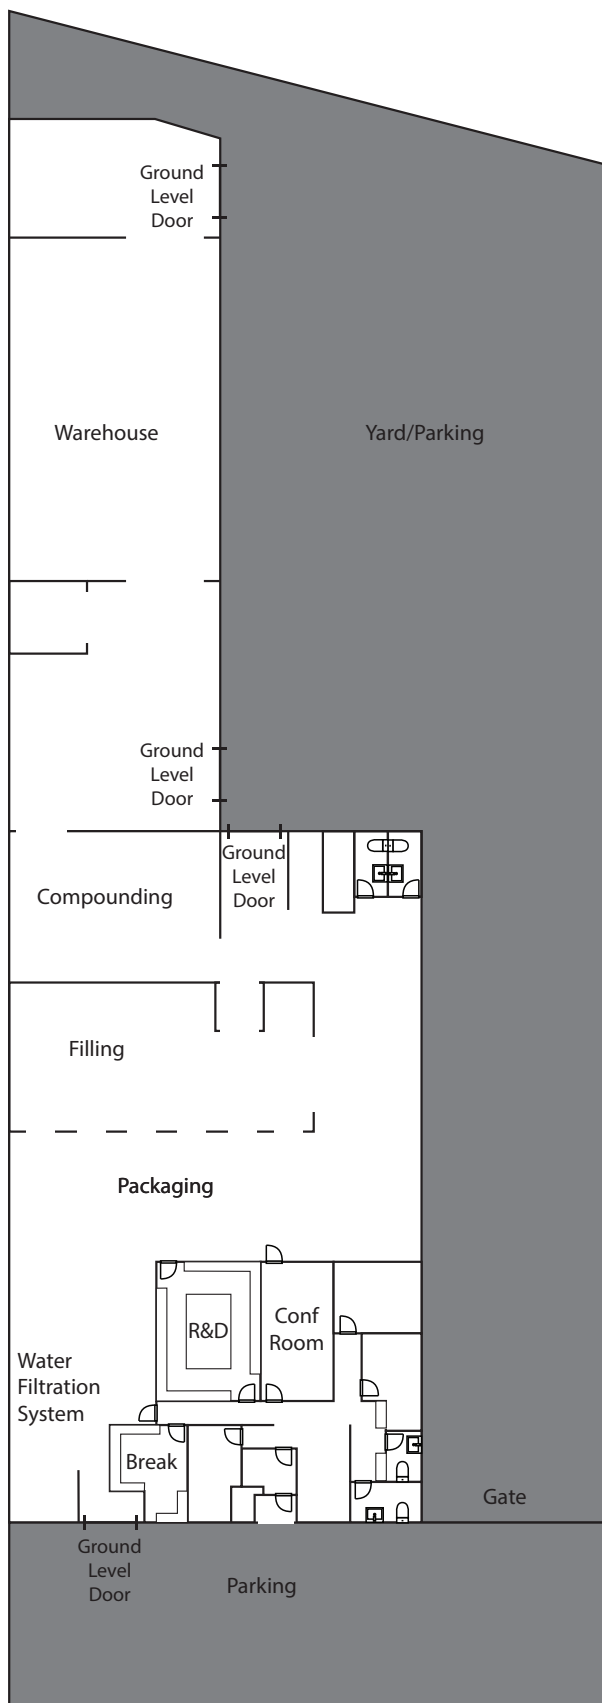 Ground
Level
Door
Warehouse
Yard/Parking
Ground
Level
Door
Ground
Level
Door
Compounding
Filling
Packaging
R&D
Conf
Room
Water
Filtration
System
Break
Gate
Ground
Level
Door
Parking